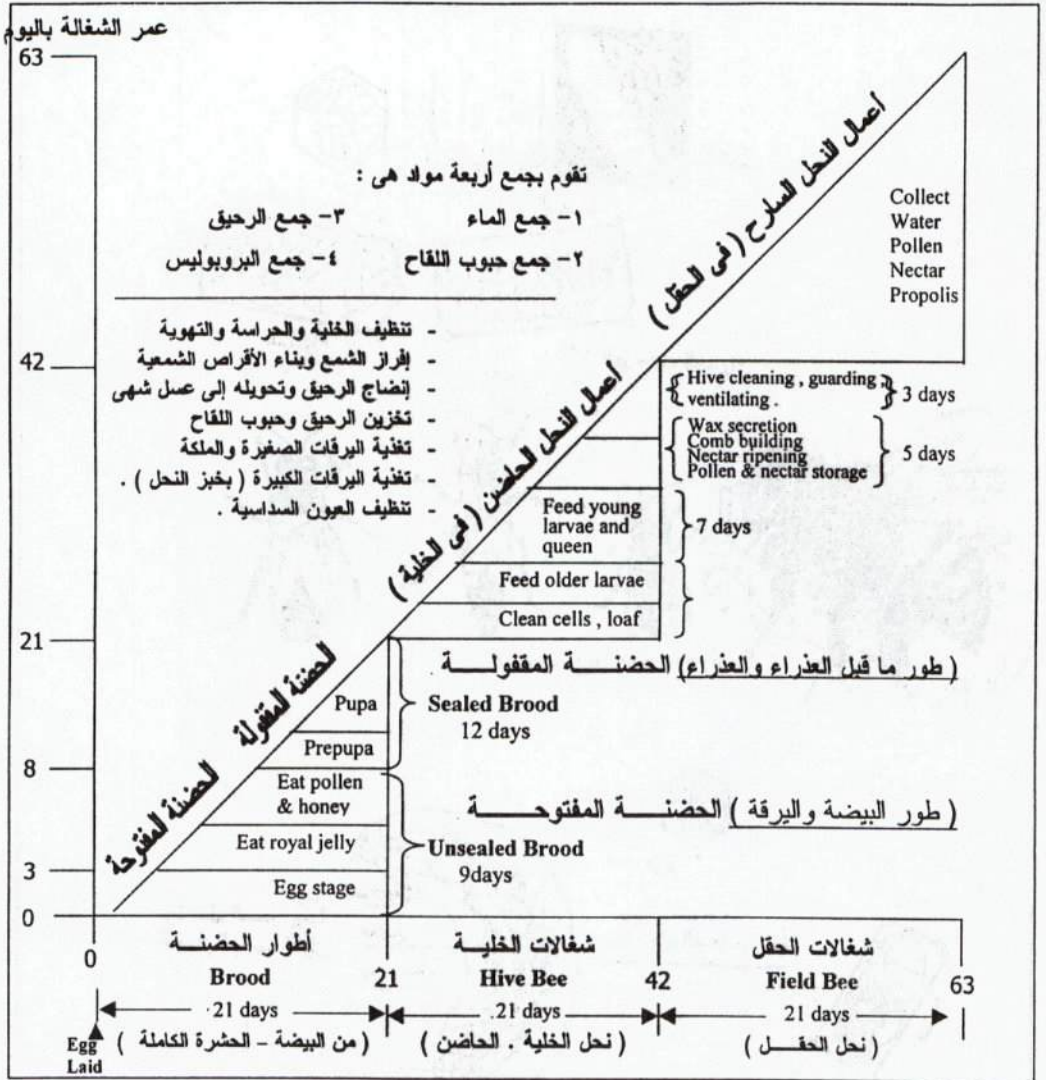 عمر الشغالة باليوم
63
42
21
8
3
0
تقوم بجمع أربعة مواد هى :
١- جمع الماء
٣- جمع الرحيق
٢- جمع حبوب اللقاح
٤- جمع البروبوليس
- تنظيف الخلية والحراسة والتهوية
- إفراز الشمع وبناء الأقراص الشمعية
- إنضاج الرحيق وتحويله إلى عسل شهى
- تخزين الرحيق وحبوب اللقاح
- تغذية اليرقات الصغيرة والملكة
- تغذية اليرقات الكبيرة ( بخبز النحل ) .
- تنظيف العيون السداسية .
أعمال النحل السارح ( فى الحقل )
أعمال النحل الحاضن ( فى الخلية )
الحضنة المقفولة
الحضنة المفتوحة
Collect
Water
Pollen
Nectar
Propolis
Hive cleaning , guarding ,
ventilating .
3 days
Wax secretion
Comb building
Nectar ripening
Pollen & nectar storage
5 days
Feed young
larvae and
queen
7 days
Feed older larvae
Clean cells , loaf
( طور ما قبل العذراء والعذراء) الحضنة المقفولة
Pupa
Prepupa
Sealed Brood
12 days
( طور البيضة واليرقة ) الحضنة المفتوحة
Eat pollen
& honey
Eat royal jelly
Egg stage
Unsealed Brood
9days
0
21
42
63
أطوار الحضنة
Brood
21 days
( من البيضة – الحشرة الكاملة )
شغالات الخلية
Hive Bee
.21 days
( نحل الخلية . الحاضن )
شغالات الحقل
Field Bee
21 days
( نحل الحقل )
Egg
Laid